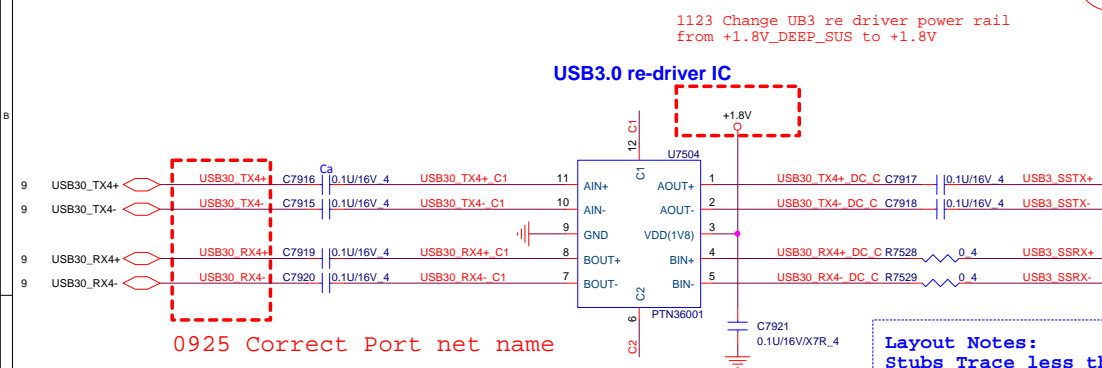 1123 Change UB3 re driver power rail
from +1.8V_DEEP_SUS to +1.8V
USB3.0 re-driver IC
B
+1.8V
C1
12
U7504
C1
9 USB30_TX4+ USB30_TX4+ C7916 Ca 0.1U/16V_4 USB30_TX4+_C1 11 AIN+ AOUT+ 1 USB30_TX4+_DC_C C7917 0.1U/16V_4 USB3_SSTX+
9 USB30_TX4- USB30_TX4- C7915 0.1U/16V_4 USB30_TX4-_C1 10 AIN- AOUT- 2 USB30_TX4-_DC_C C7918 0.1U/16V_4 USB3_SSTX-
9 GND VDD(1V8) 3
9 USB30_RX4+ USB30_RX4+ C7919 0.1U/16V_4 USB30_RX4+_C1 8 BOUT+ BIN+ 4 USB30_RX4+_DC_C R7528 0_4 USB3_SSRX+
9 USB30_RX4- USB30_RX4- C7920 0.1U/16V_4 USB30_RX4-_C1 7 BOUT- BIN- 5 USB30_RX4-_DC_C R7529 0_4 USB3_SSRX-
C2
6
C2
PTN36001
C7921
0.1U/16V/X7R_4
0925 Correct Port net name
Layout Notes:
Stubs Trace less